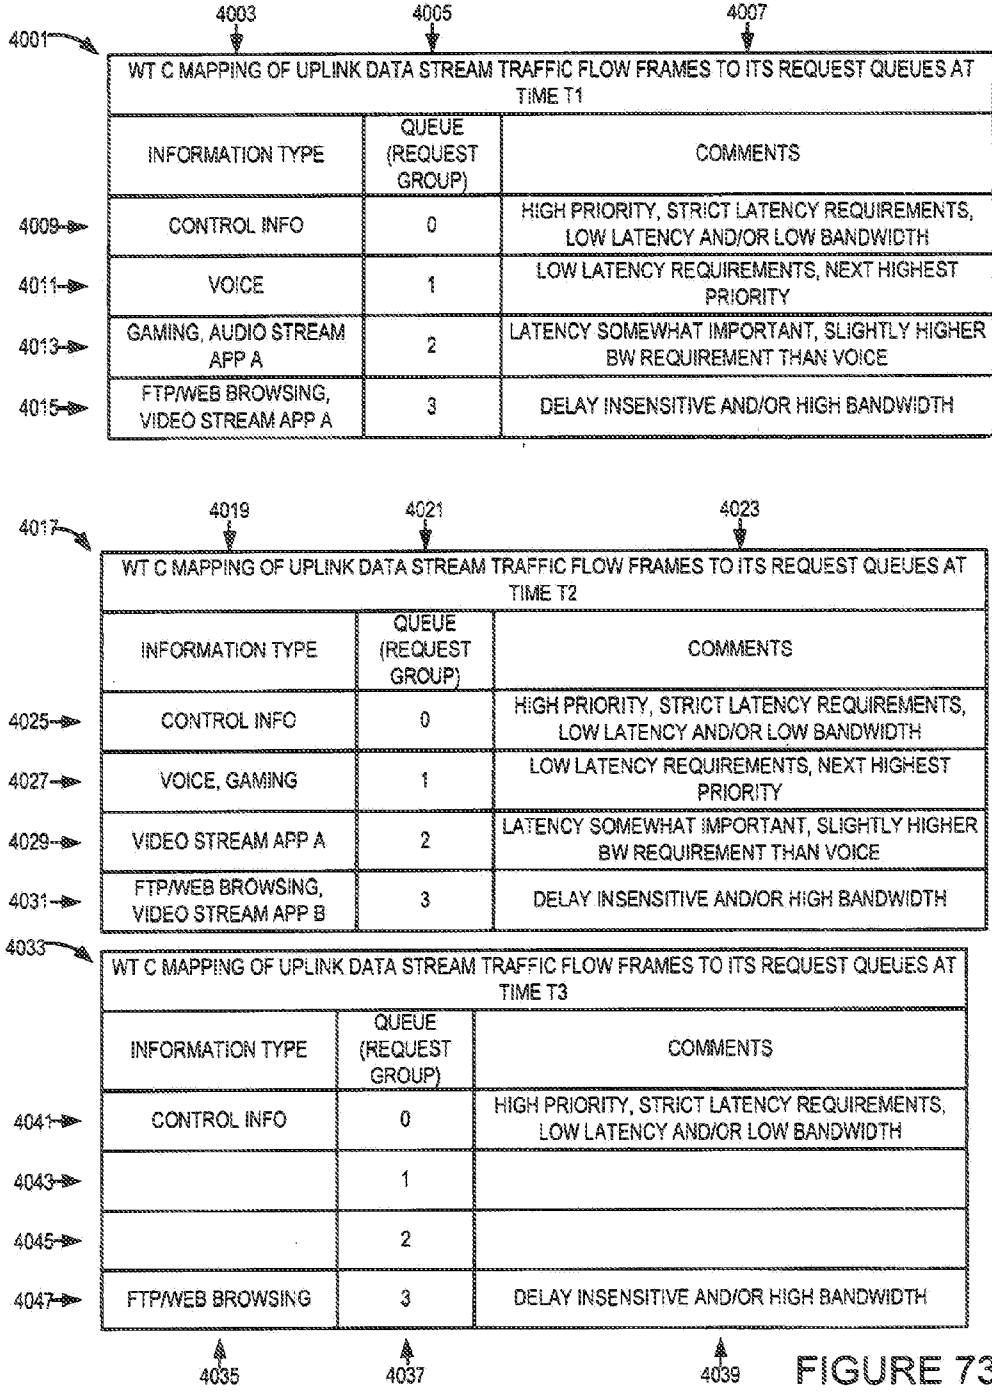 4003 4005 4007
4001
WT C MAPPING OF UPLINK DATA STREAM TRAFFIC FLOW FRAMES TO ITS REQUEST QUEUES AT
TIME T1
INFORMATION TYPE
QUEUE
(REQUEST
GROUP)
COMMENTS
4009
CONTROL INFO
0
HIGH PRIORITY, STRICT LATENCY REQUIREMENTS,
LOW LATENCY AND/OR LOW BANDWIDTH
4011
VOICE
1
LOW LATENCY REQUIREMENTS, NEXT HIGHEST
PRIORITY
4013
GAMING, AUDIO STREAM
APP A
2
LATENCY SOMEWHAT IMPORTANT, SLIGHTLY HIGHER
BW REQUIREMENT THAN VOICE
4015
FTP/WEB BROWSING,
VIDEO STREAM APP A
3
DELAY INSENSITIVE AND/OR HIGH BANDWIDTH
4019 4021 4023
4017
WT C MAPPING OF UPLINK DATA STREAM TRAFFIC FLOW FRAMES TO ITS REQUEST QUEUES AT
TIME T2
INFORMATION TYPE
QUEUE
(REQUEST
GROUP)
COMMENTS
4025
CONTROL INFO
0
HIGH PRIORITY, STRICT LATENCY REQUIREMENTS,
LOW LATENCY AND/OR LOW BANDWIDTH
4027
VOICE, GAMING
1
LOW LATENCY REQUIREMENTS, NEXT HIGHEST
PRIORITY
4029
VIDEO STREAM APP A
2
LATENCY SOMEWHAT IMPORTANT, SLIGHTLY HIGHER
BW REQUIREMENT THAN VOICE
4031
FTP/WEB BROWSING,
VIDEO STREAM APP B
3
DELAY INSENSITIVE AND/OR HIGH BANDWIDTH
4033
WT C MAPPING OF UPLINK DATA STREAM TRAFFIC FLOW FRAMES TO ITS REQUEST QUEUES AT
TIME T3
INFORMATION TYPE
QUEUE
(REQUEST
GROUP)
COMMENTS
4041
CONTROL INFO
0
HIGH PRIORITY, STRICT LATENCY REQUIREMENTS,
LOW LATENCY AND/OR LOW BANDWIDTH
4043
1
4045
2
4047
FTP/WEB BROWSING
3
DELAY INSENSITIVE AND/OR HIGH BANDWIDTH
4035 4037 4039
FIGURE 73